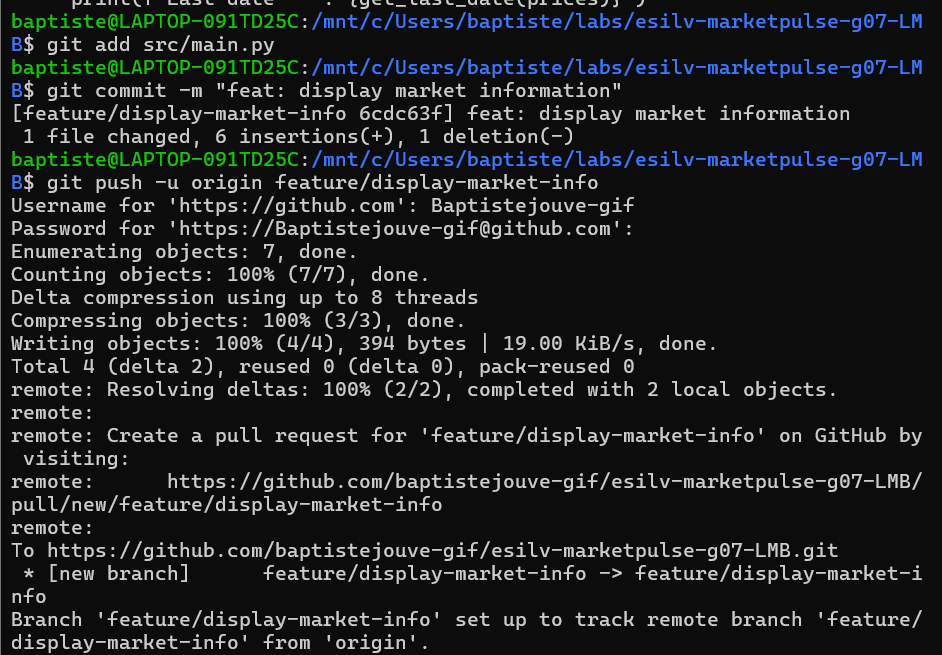 baptiste@LAPTOP-091TD25C:/mnt/c/Users/baptiste/labs/esilv-marketpulse-g07-LM
B$ git add src/main.py
baptiste@LAPTOP-091TD25C:/mnt/c/Users/baptiste/labs/esilv-marketpulse-g07-LM
B$ git commit -m "feat: display market information"
[feature/display-market-info 6cdc63f] feat: display market information
 1 file changed, 6 insertions(+), 1 deletion(-)
baptiste@LAPTOP-091TD25C:/mnt/c/Users/baptiste/labs/esilv-marketpulse-g07-LM
B$ git push -u origin feature/display-market-info
Username for 'https://github.com': Baptistejouve-gif
Password for 'https://Baptistejouve-gif@github.com':
Enumerating objects: 7, done.
Counting objects: 100% (7/7), done.
Delta compression using up to 8 threads
Compressing objects: 100% (3/3), done.
Writing objects: 100% (4/4), 394 bytes | 19.00 KiB/s, done.
Total 4 (delta 2), reused 0 (delta 0), pack-reused 0
remote: Resolving deltas: 100% (2/2), completed with 2 local objects.
remote:
remote: Create a pull request for 'feature/display-market-info' on GitHub by
 visiting:
remote:      https://github.com/baptistejouve-gif/esilv-marketpulse-g07-LMB/
pull/new/feature/display-market-info
remote:
To https://github.com/baptistejouve-gif/esilv-marketpulse-g07-LMB.git
 * [new branch]      feature/display-market-info -> feature/display-market-i
nfo
Branch 'feature/display-market-info' set up to track remote branch 'feature/
display-market-info' from 'origin'.